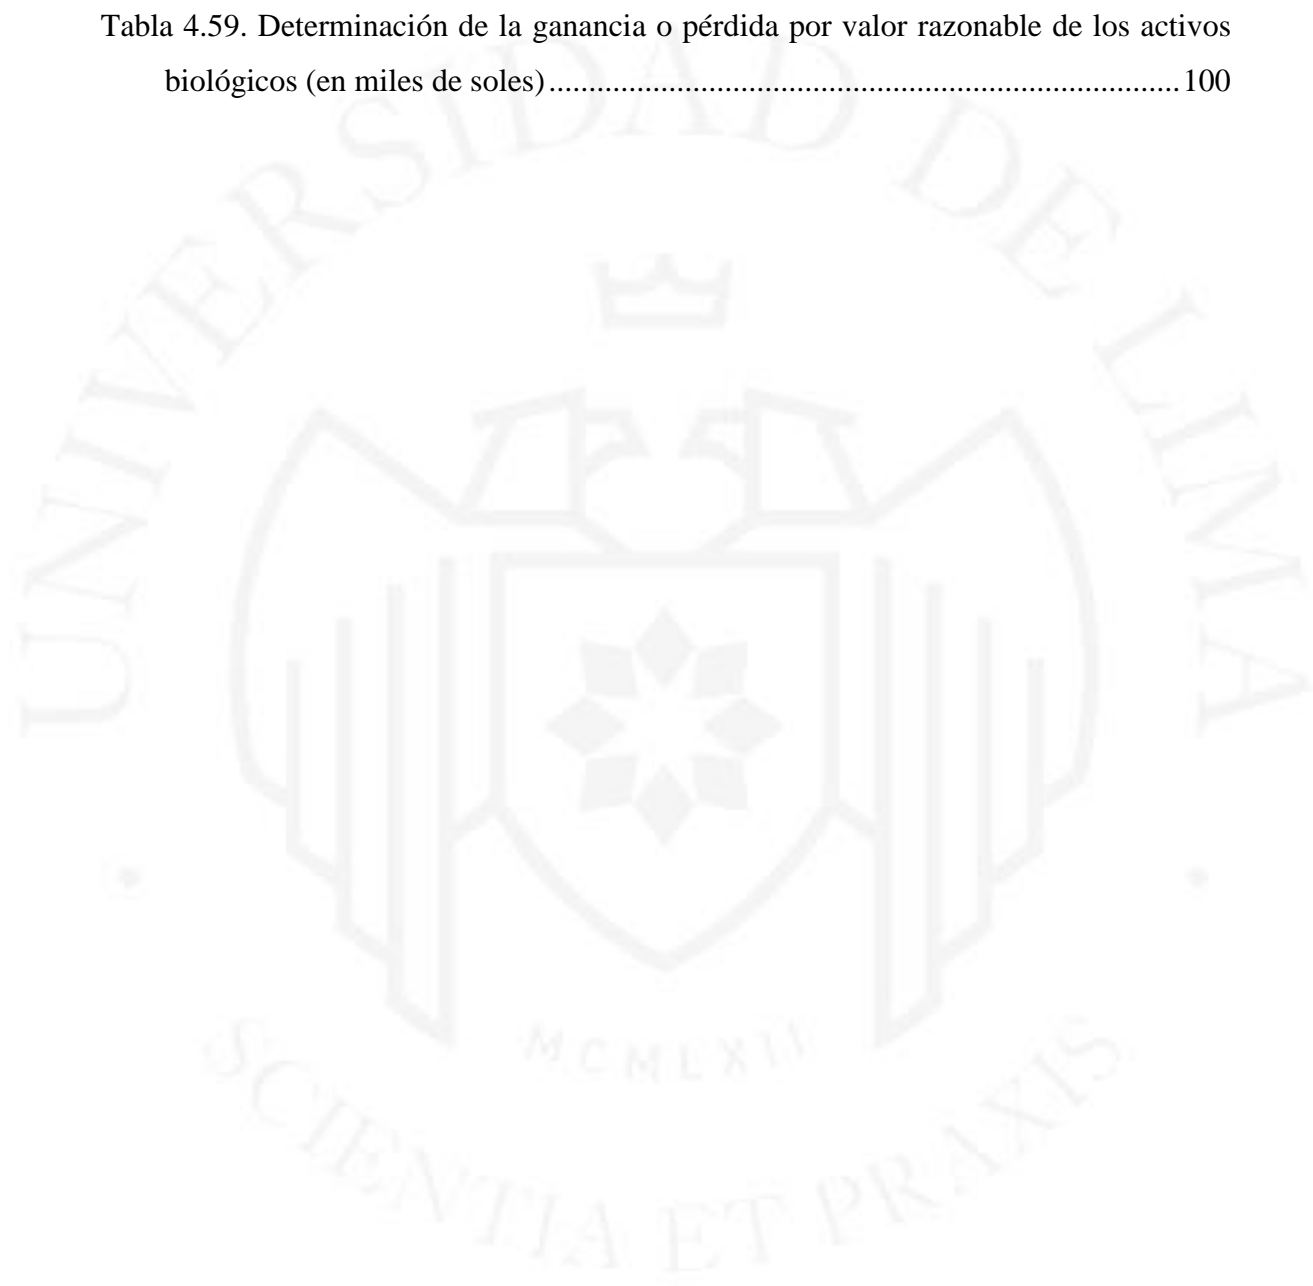 Tabla 4.59. Determinación de la ganancia o pérdida por valor razonable de los activos
biológicos (en miles de soles)................................................................................100
UNIVERSIDAD DE LIMA
MCMLXII
SCIENTIA ET PRAXIS